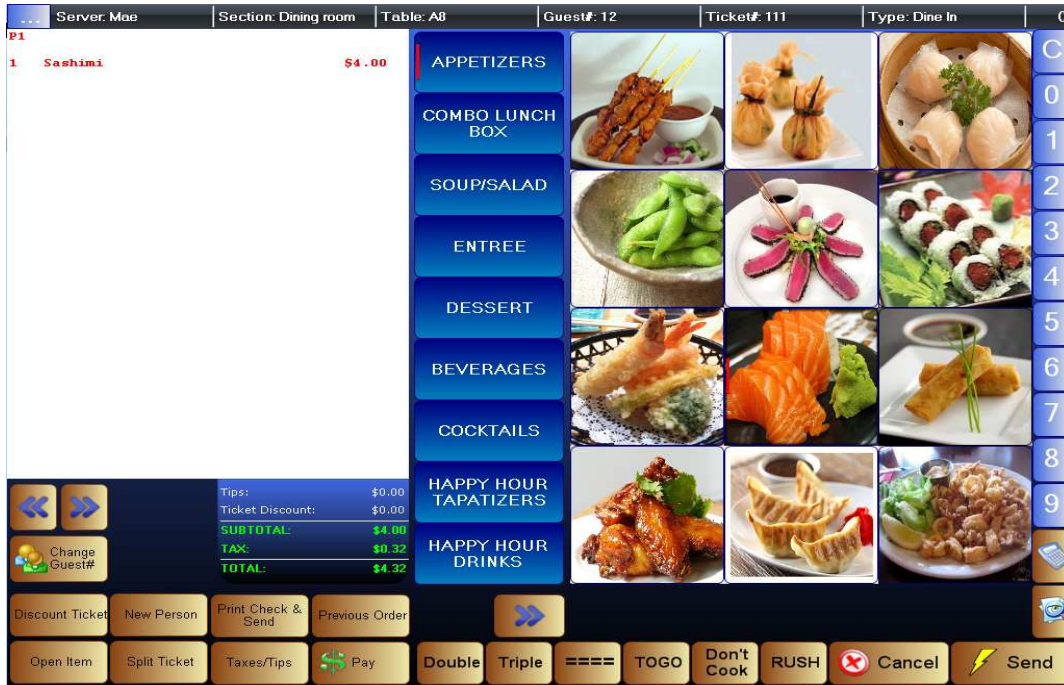 ... Server: Mae Section: Dining room Table: A8 Guest#: 12 Ticket#: 111 Type: Dine In
P1
1 Sashimi $4.00
APPETIZERS
COMBO LUNCH
BOX
SOUP/SALAD
ENTREE
DESSERT
BEVERAGES
COCKTAILS
HAPPY HOUR
TAPATIZERS
HAPPY HOUR
DRINKS
C
0
1
2
3
4
5
6
7
8
9
Tips: $0.00
Ticket Discount: $0.00
SUBTOTAL: $4.00
TAX: $0.32
TOTAL: $4.32
Change
Guest#
Discount Ticket
New Person
Print Check &
Send
Previous Order
Open Item
Split Ticket
Taxes/Tips
$ Pay
Double
Triple
====
TOGO
Don't
Cook
RUSH
Cancel
Send